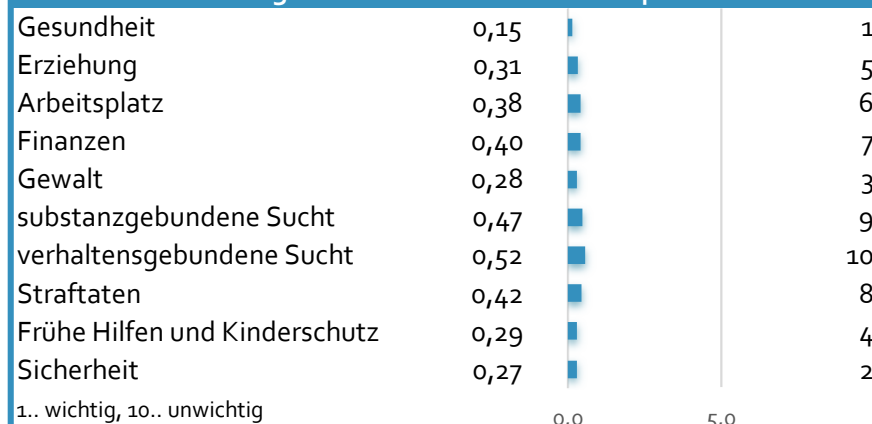 Gesundheit 0,15 1
Erziehung 0,31 5
Arbeitsplatz 0,38 6
Finanzen 0,40 7
Gewalt 0,28 3
substanzgebundene Sucht 0,47 9
verhaltensgebundene Sucht 0,52 10
Straftaten 0,42 8
Frühe Hilfen und Kinderschutz 0,29 4
Sicherheit 0,27 2
1.. wichtig, 10.. unwichtig 0,0 5,0